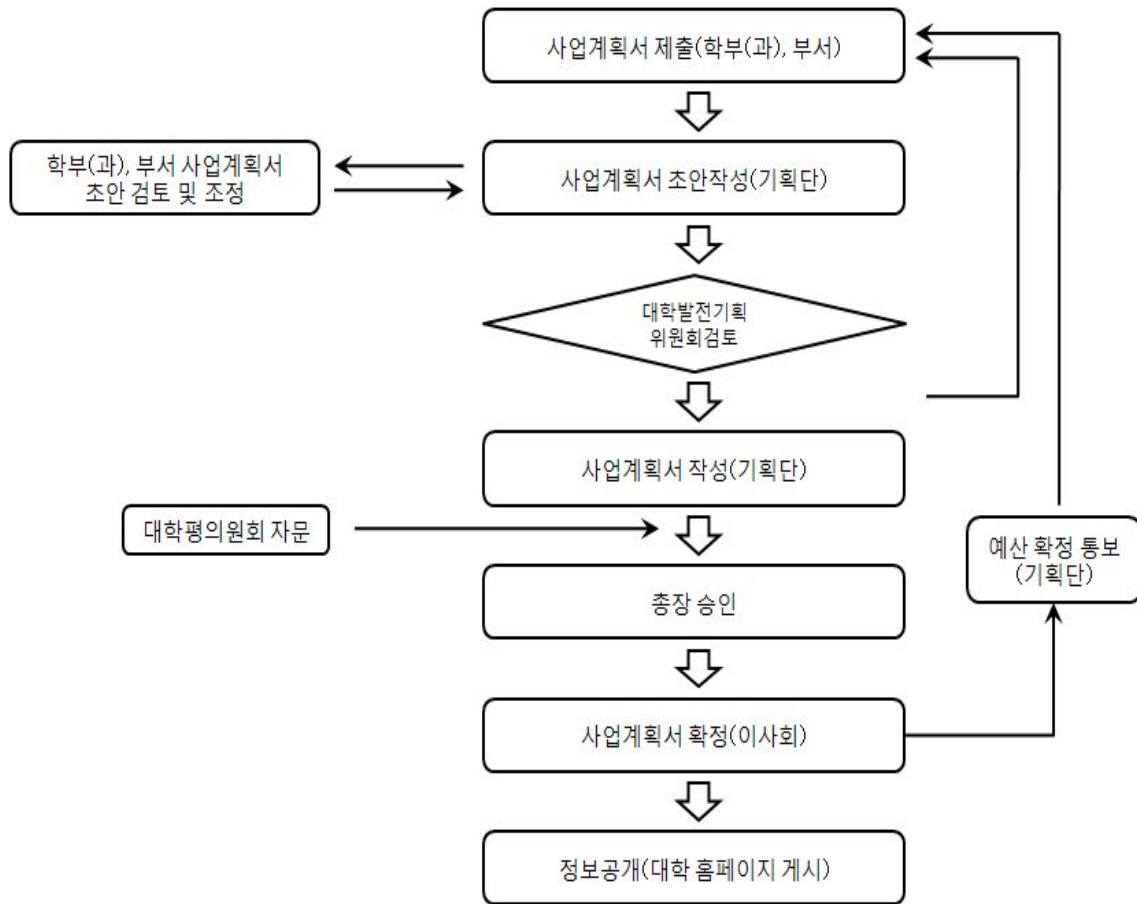 사업계획서 제출(학부(과), 부서)
학부(과), 부서 사업계획서
초안 검토 및 조정
사업계획서 초안작성(기획단)
대학발전기획
위원회검토
사업계획서 작성(기획단)
대학평의원회 자문
예산 확정 통보
(기획단)
총장 승인
사업계획서 확정(이사회)
정보공개(대학 홈페이지 게시)